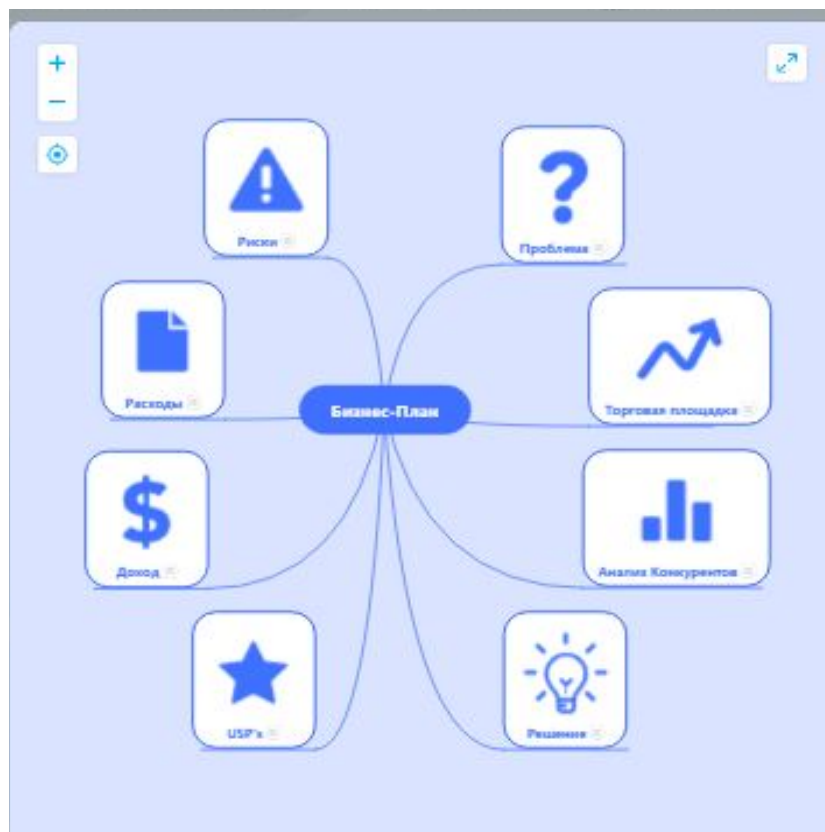 Риски
Проблема
Расходы
Торговая площадка
Бизнес-План
Доход
Анализ Конкурентов
USP's
Решение